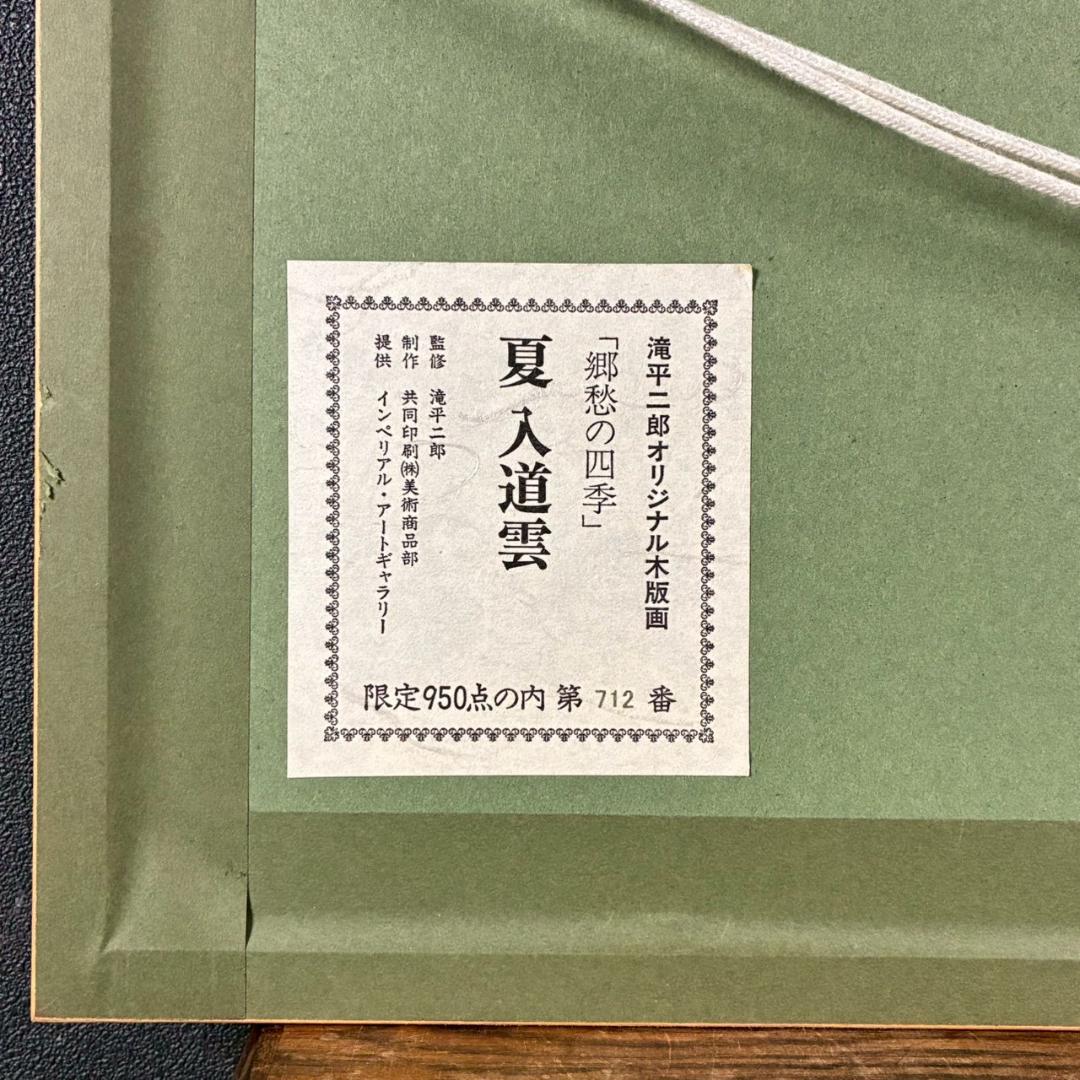 滝平二郎オリジナル木版画
「郷愁の四季」
夏 入道雲
監修 滝平二郎
制作 共同印刷㈱美術商品部
提供 インペリアル・アートギャラリー
限定950点の内 第 712 番